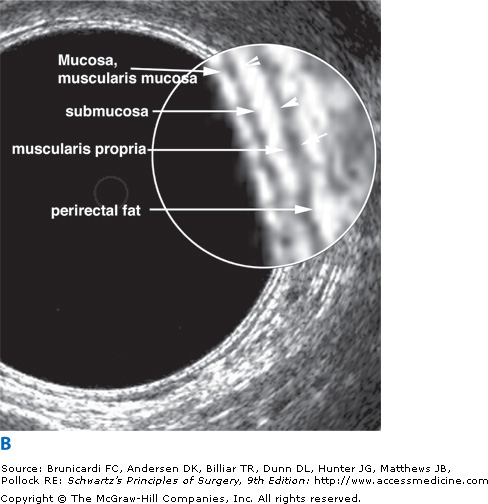 Mucosa,
muscularis mucosa
submucosa
muscularis propria
perirectal fat
B
Source: Brunicardi FC, Andersen DK, Billiar TR, Dunn DL, Hunter JG, Matthews JB,
Pollock RE: Schwartz's Principles of Surgery, 9th Edition: http://www.accessmedicine.com
Copyright © The McGraw-Hill Companies, Inc. All rights reserved.